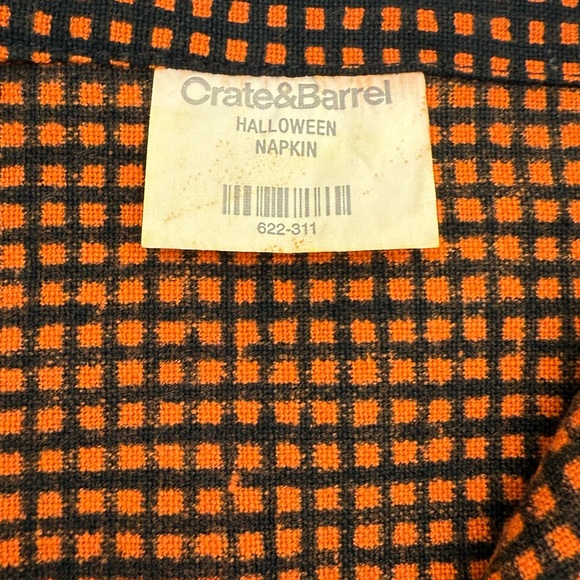 Crate&Barrel
HALLOWEEN
NAPKIN
622-311